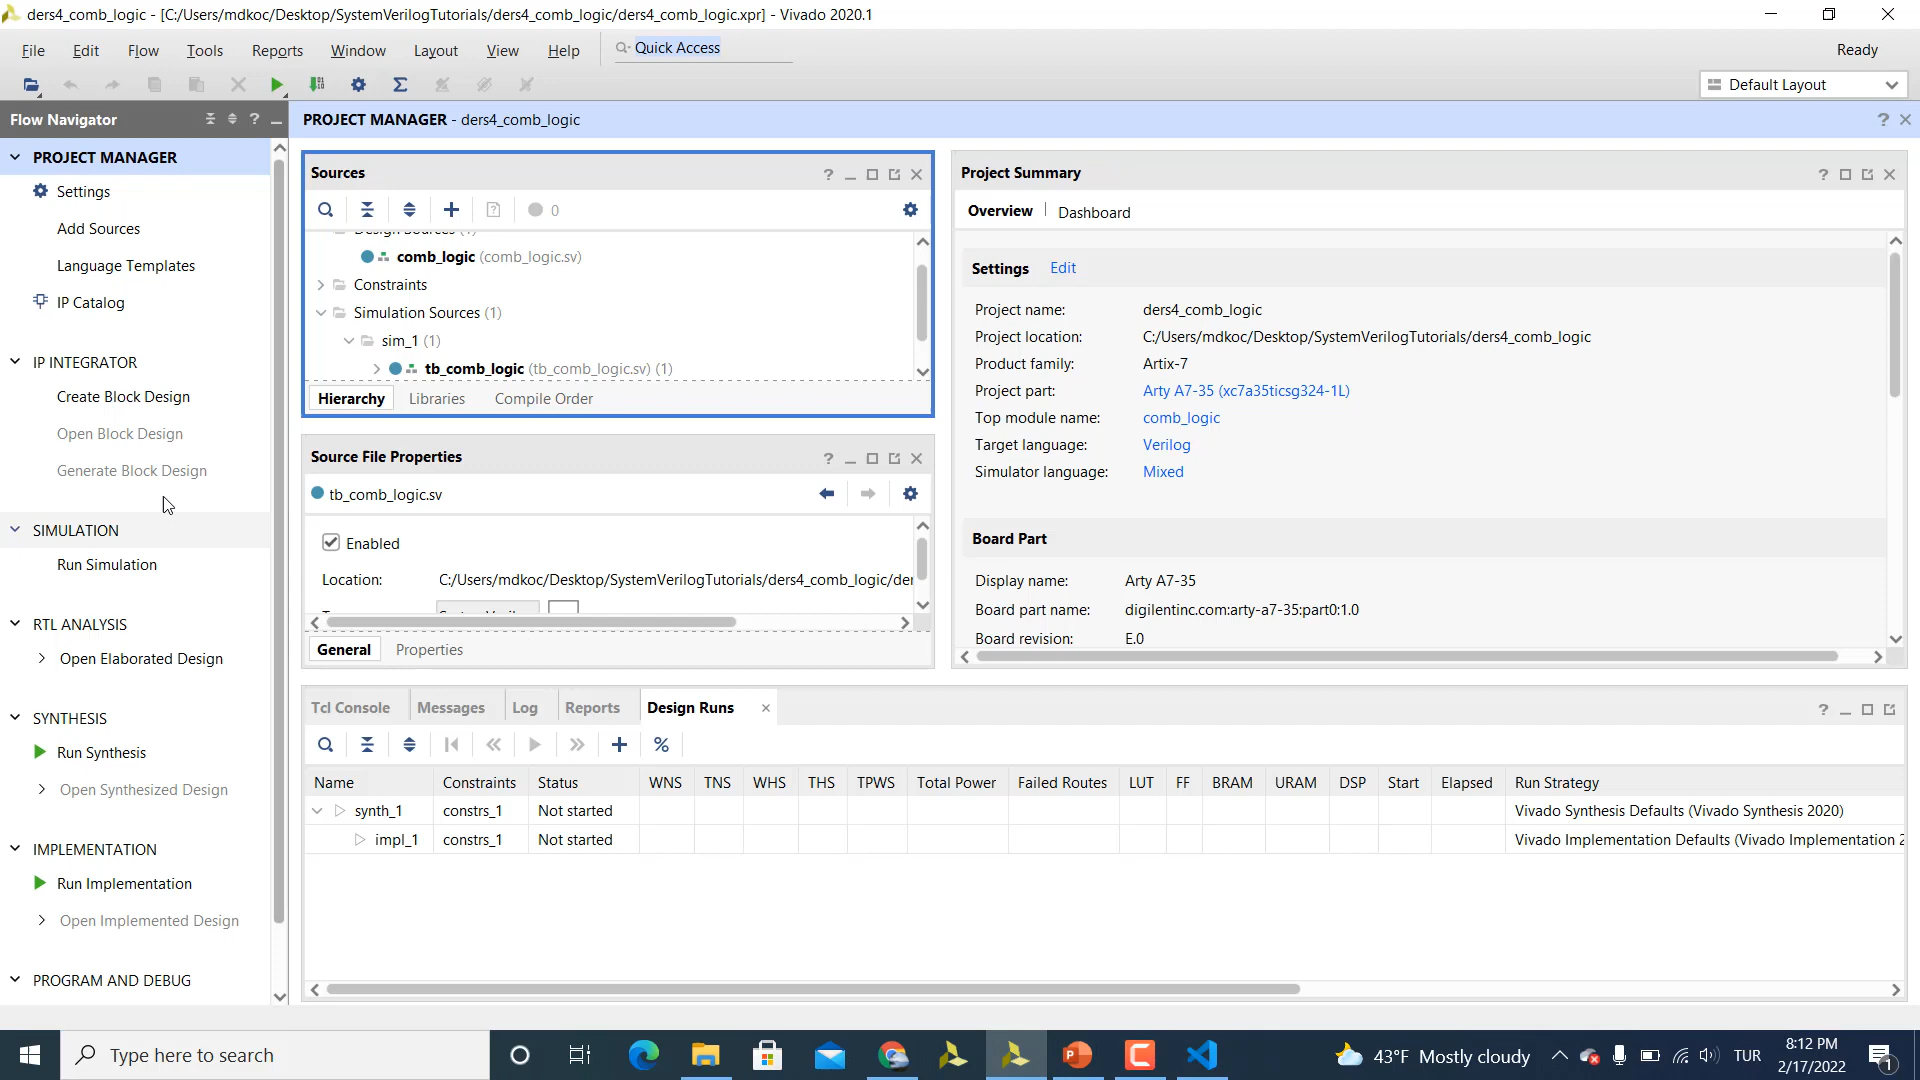 ders4_comb_logic - [C:/Users/mdkoc/Desktop/SystemVerilogTutorials/ders4_comb_logic/ders4_comb_logic.xpr] - Vivado 2020.1
File Edit Flow Tools Reports Window Layout View Help Quick Access Ready
Default Layout
Flow Navigator ? PROJECT MANAGER - ders4_comb_logic ?
PROJECT MANAGER
Settings
Add Sources
Language Templates
IP Catalog
IP INTEGRATOR
Create Block Design
Open Block Design
Generate Block Design
SIMULATION
Run Simulation
RTL ANALYSIS
Open Elaborated Design
SYNTHESIS
Run Synthesis
Open Synthesized Design
IMPLEMENTATION
Run Implementation
Open Implemented Design
PROGRAM AND DEBUG
Sources ?
? 0
Design Sources (1)
comb_logic (comb_logic.sv)
Constraints
Simulation Sources (1)
sim_1 (1)
tb_comb_logic (tb_comb_logic.sv) (1)
Hierarchy Libraries Compile Order
Source File Properties ?
tb_comb_logic.sv
Enabled
Location: C:/Users/mdkoc/Desktop/SystemVerilogTutorials/ders4_comb_logic/der
General Properties
Project Summary ?
Overview Dashboard
Settings Edit
Project name: ders4_comb_logic
Project location: C:/Users/mdkoc/Desktop/SystemVerilogTutorials/ders4_comb_logic
Product family: Artix-7
Project part: Arty A7-35 (xc7a35ticsg324-1L)
Top module name: comb_logic
Target language: Verilog
Simulator language: Mixed
Board Part
Display name: Arty A7-35
Board part name: digilentinc.com:arty-a7-35:part0:1.0
Board revision: E.0
Tcl Console Messages Log Reports Design Runs ?
%
Name Constraints Status WNS TNS WHS THS TPWS Total Power Failed Routes LUT FF BRAM URAM DSP Start Elapsed Run Strategy
synth_1 constrs_1 Not started Vivado Synthesis Defaults (Vivado Synthesis 2020)
impl_1 constrs_1 Not started Vivado Implementation Defaults (Vivado Implementation 2
Type here to search 43°F Mostly cloudy TUR 8:12 PM
2/17/2022 1